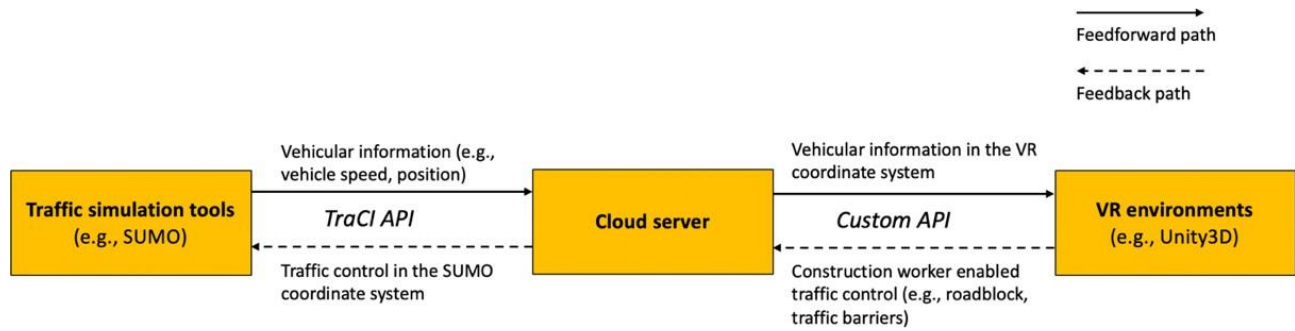 Feedforward path
Feedback path
Vehicular information (e.g.,
vehicle speed, position)
Vehicular information in the VR
coordinate system
Traffic simulation tools
(e.g., SUMO)
TraCI API
Cloud server
Custom API
VR environments
(e.g., Unity3D)
Traffic control in the SUMO
coordinate system
Construction worker enabled
traffic control (e.g., roadblock,
traffic barriers)